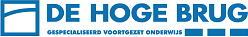 DE HOGE BRUG
GESPECIALISEERD VOORTGEZET ONDERWIJS